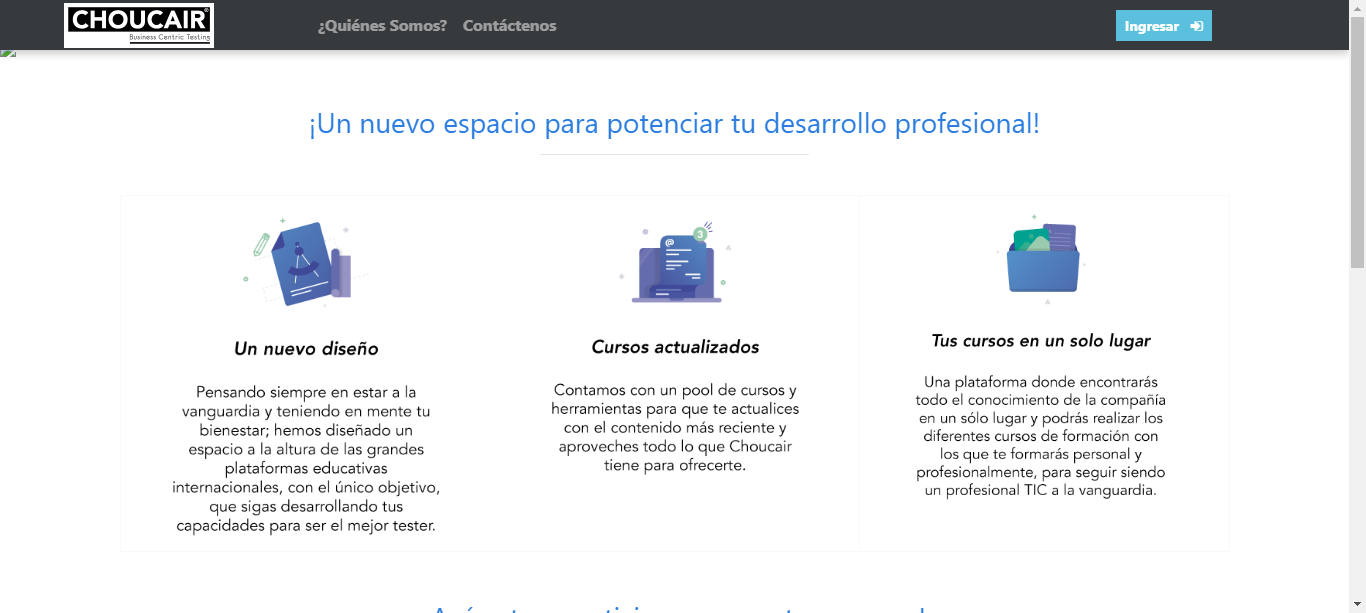 CHOUCAIR®
Business Centric Testing
¿Quiénes Somos? Contáctenos
Ingresar
¡Un nuevo espacio para potenciar tu desarrollo profesional!
Un nuevo diseño
Pensando siempre en estar a la
vanguardia y teniendo en mente tu
bienestar; hemos diseñado un
espacio a la altura de las grandes
plataformas educativas
internacionales, con el único objetivo,
que sigas desarrollando tus
capacidades para ser el mejor tester.
@
3
Cursos actualizados
Contamos con un pool de cursos y
herramientas para que te actualices
con el contenido más reciente y
aproveches todo lo que Choucair
tiene para ofrecerte.
Tus cursos en un solo lugar
Una plataforma donde encontrarás
todo el conocimiento de la compañía
en un sólo lugar y podrás realizar los
diferentes cursos de formación con
los que te formarás personal y
profesionalmente, para seguir siendo
un profesional TIC a la vanguardia.